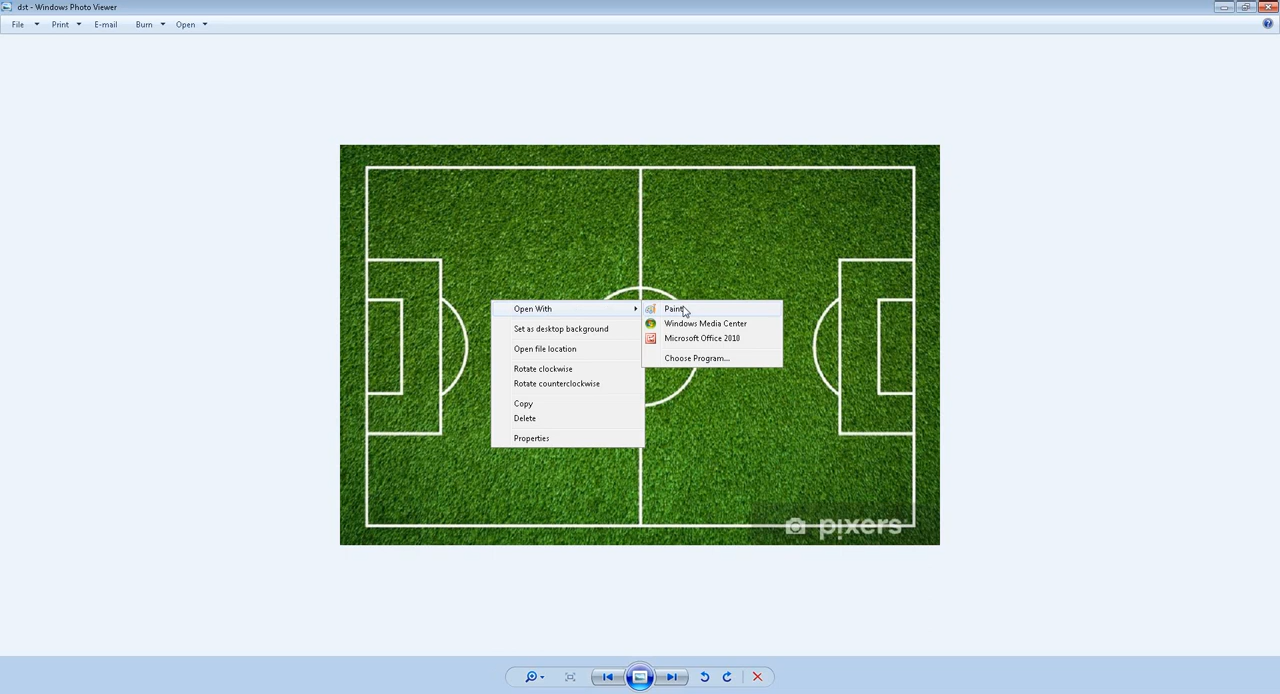 dst - Windows Photo Viewer
File Print E-mail Burn Open
Open With
Set as desktop background
Open file location
Rotate clockwise
Rotate counterclockwise
Copy
Delete
Properties
Paint
Windows Media Center
Microsoft Office 2010
Choose Program...
pixers